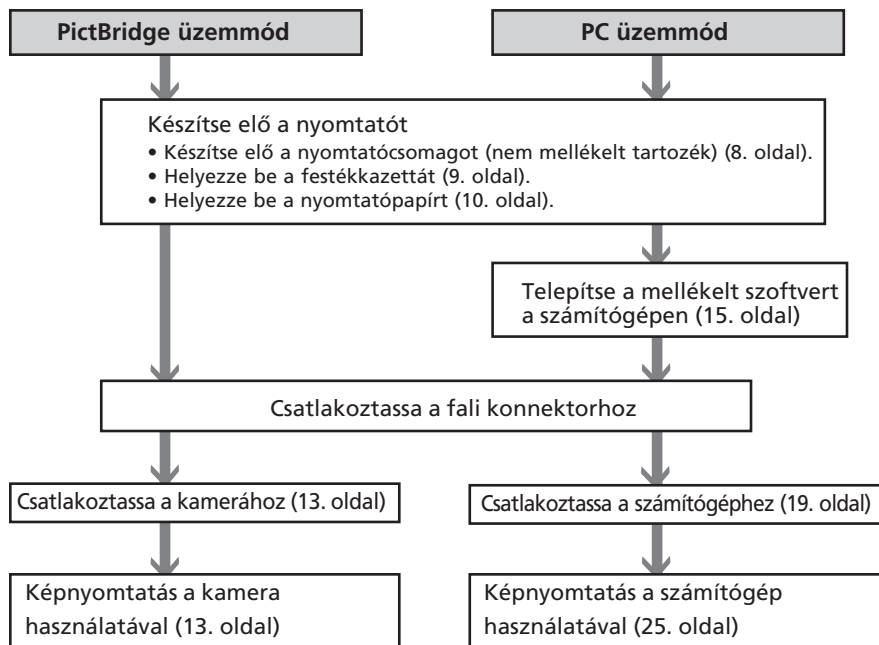 PictBridge üzemmód
PC üzemmód
Készítse elő a nyomtatót
• Készítse elő a nyomtatócsomagot (nem mellékelt tartozék) (8. oldal).
• Helyezze be a festékkazettát (9. oldal).
• Helyezze be a nyomtatópapírt (10. oldal).
Telepítse a mellékelt szoftvert
a számítógépen (15. oldal)
Csatlakoztassa a fali konnektorhoz
Csatlakoztassa a kamerához (13. oldal)
Csatlakoztassa a számítógéphez (19. oldal)
Képnyomtatás a kamera
használatával (13. oldal)
Képnyomtatás a számítógép
használatával (25. oldal)